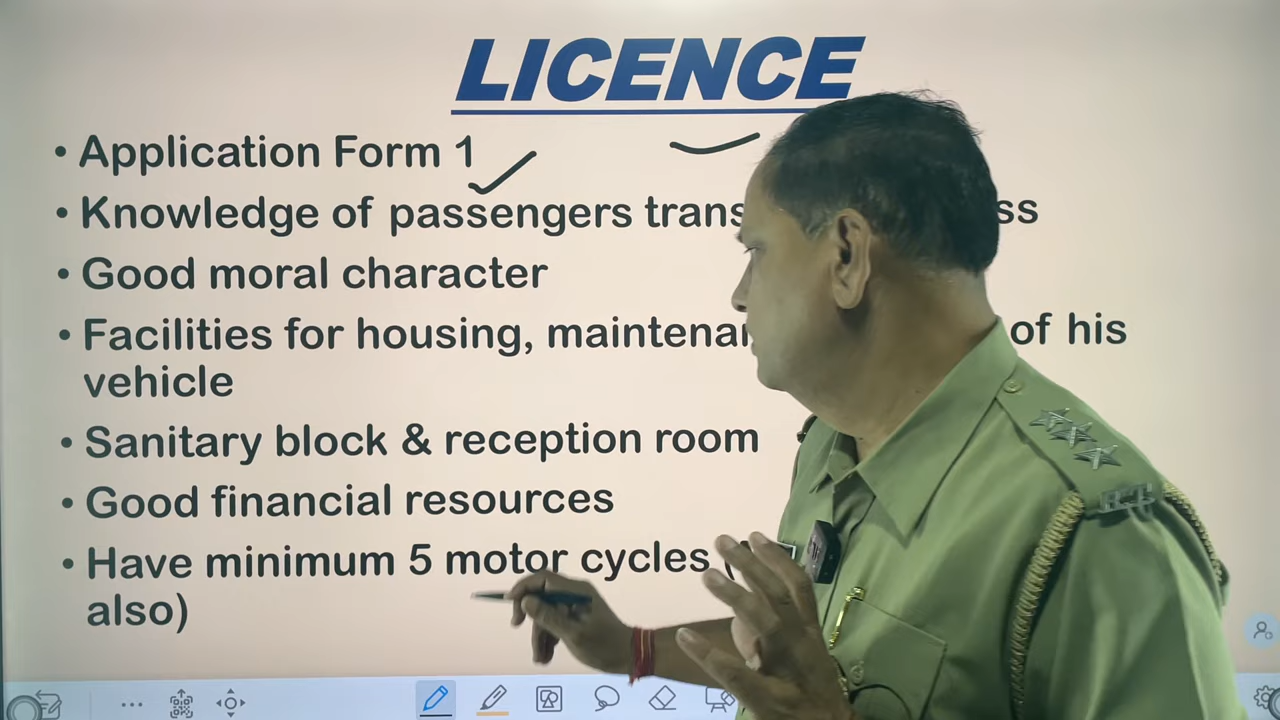 LICENCE
• Application Form 1
• Knowledge of passengers trans ss
• Good moral character
• Facilities for housing, maintenan of his
vehicle
• Sanitary block & reception room
• Good financial resources
• Have minimum 5 motor cycles (
also)